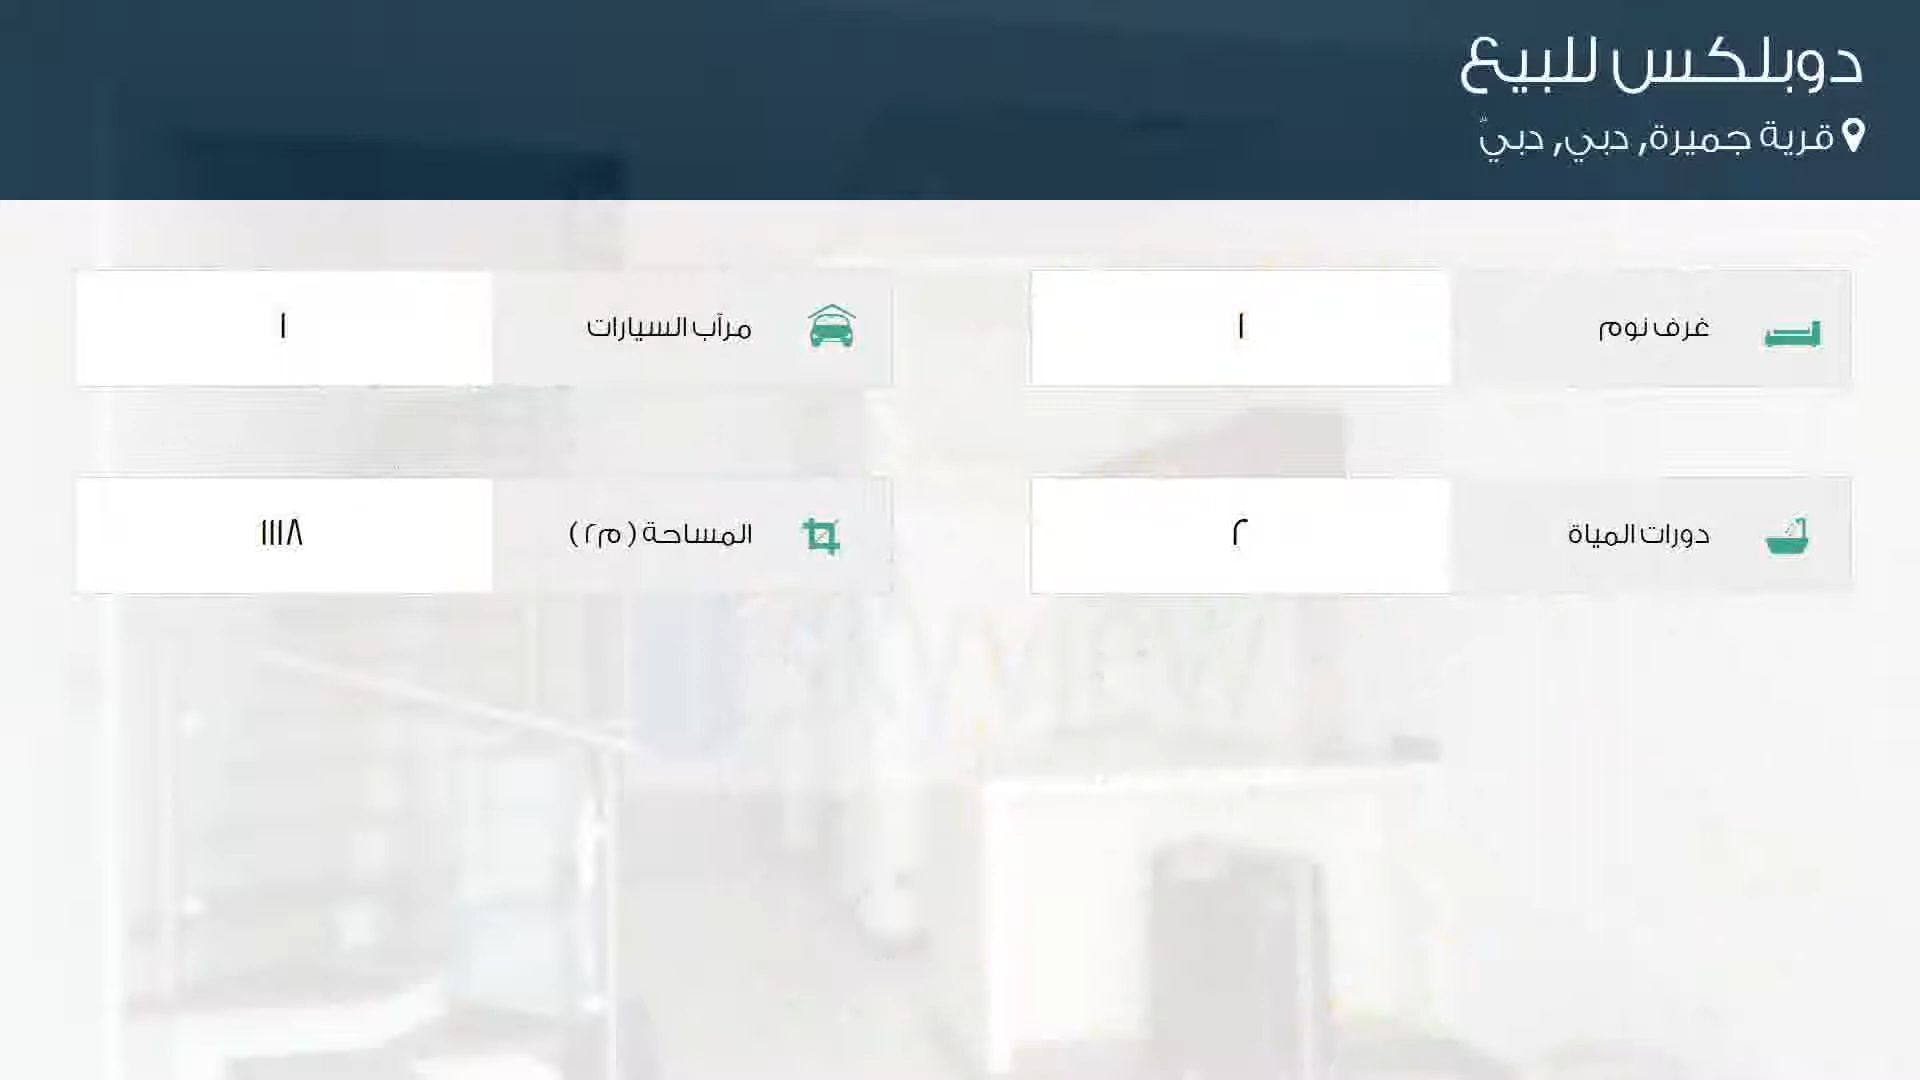 دوبلكس للبيع
قرية جميرة, دبي, دبيّ
غرف نوم
١
مرآب السيارات
١
دورات المياة
٢
المساحة (م٢)
١١١٨